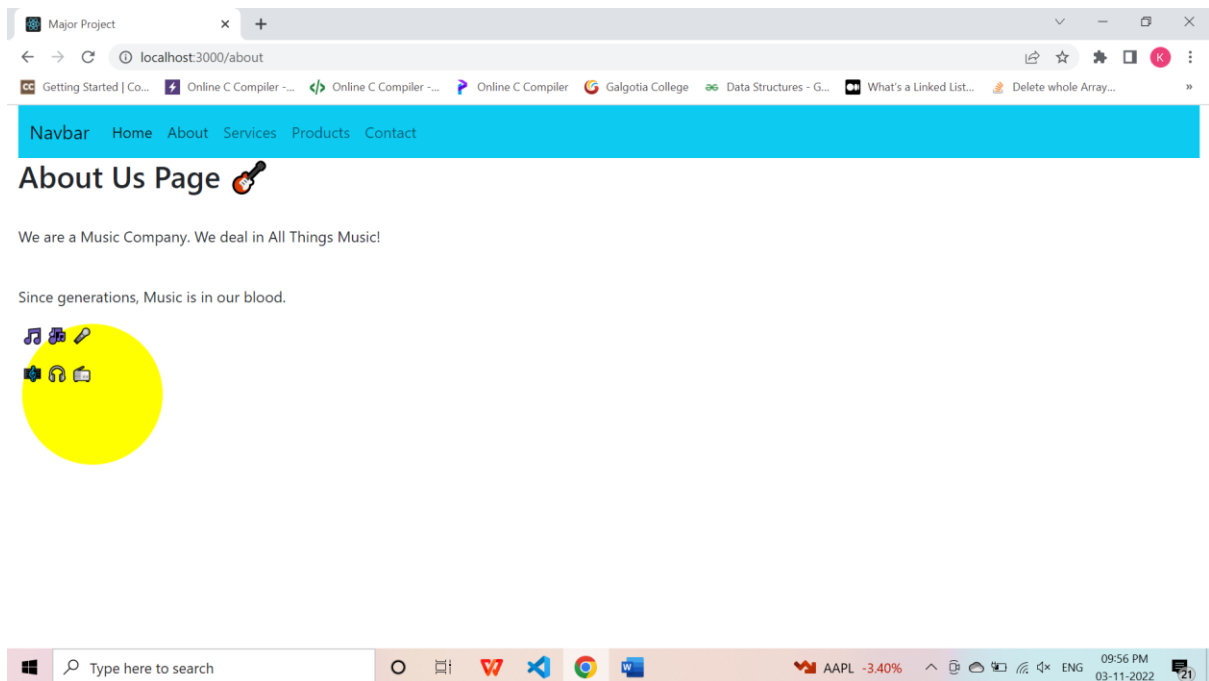 Major Project
localhost:3000/about
K
CC Getting Started | Co... Online C Compiler -... Online C Compiler -... Online C Compiler Galgotia College Data Structures - G... What's a Linked List... Delete whole Array... »
Navbar Home About Services Products Contact
About Us Page 🎸
We are a Music Company. We deal in All Things Music!
Since generations, Music is in our blood.
Type here to search
W
AAPL -3.40%
ENG
09:56 PM
03-11-2022
21